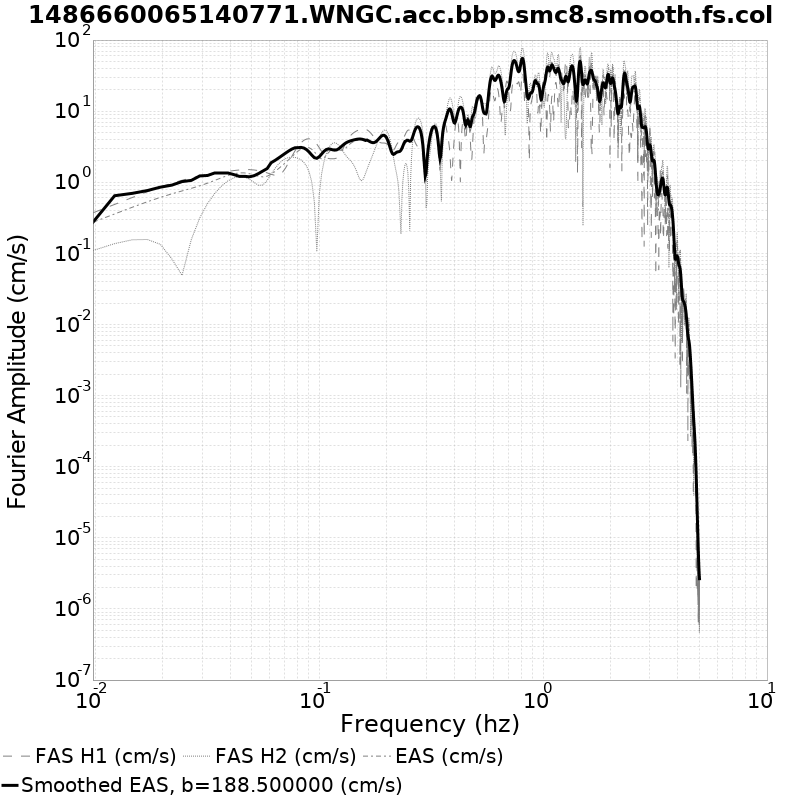 1486660065140771.WNGC.acc.bbp.smc8.smooth.fs.col
10^2
10^1
10^0
10^-1
10^-2
10^-3
10^-4
10^-5
10^-6
10^-7
Fourier Amplitude (cm/s)
10^-2 10^-1 10^0 10^1
Frequency (hz)
FAS H1 (cm/s) FAS H2 (cm/s) EAS (cm/s)
Smoothed EAS, b=188.500000 (cm/s)